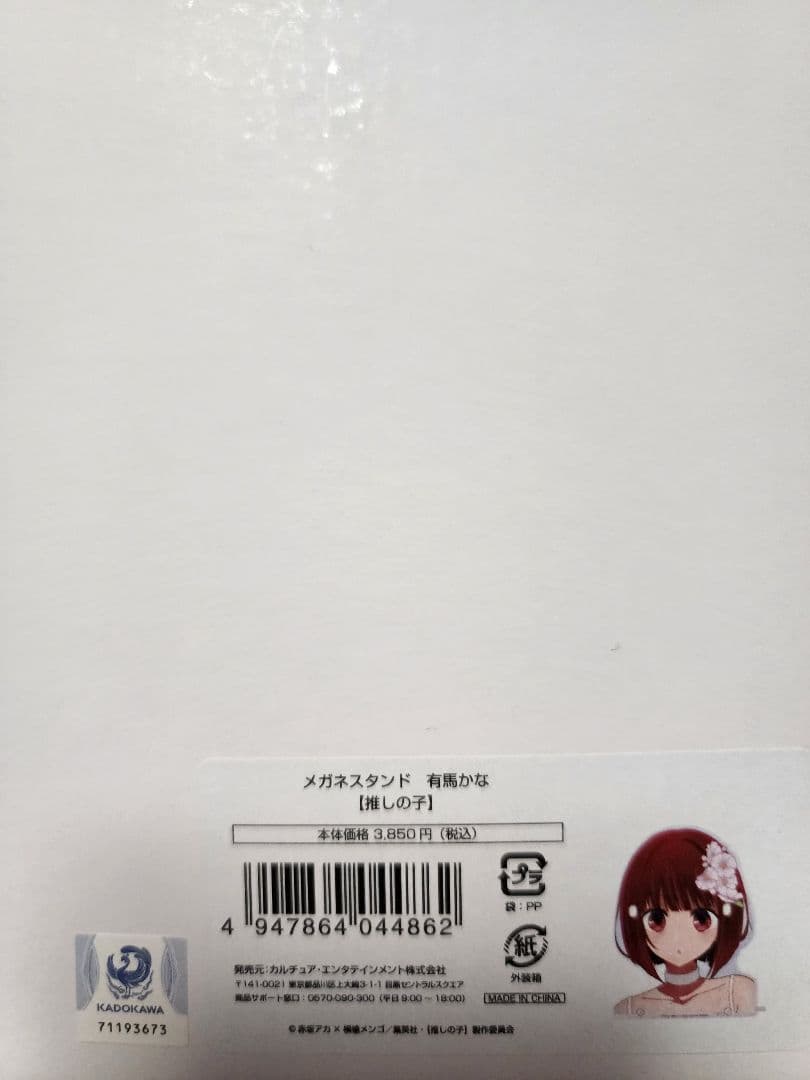 メガネスタンド 有馬かな
【推しの子】
本体価格 3,850円（税込）
プラ
袋：PP
4 947864 044862
紙
外装箱
発売元：カルチュア・エンタテインメント株式会社
〒141-0021 東京都品川区上大崎3-1-1 目黒セントラルスクエア
商品サポート窓口：0570-090-300（平日 9:00～18:00）
MADE IN CHINA
KADOKAWA
71193673
©赤坂アカ×横槍メンゴ／集英社・【推しの子】製作委員会